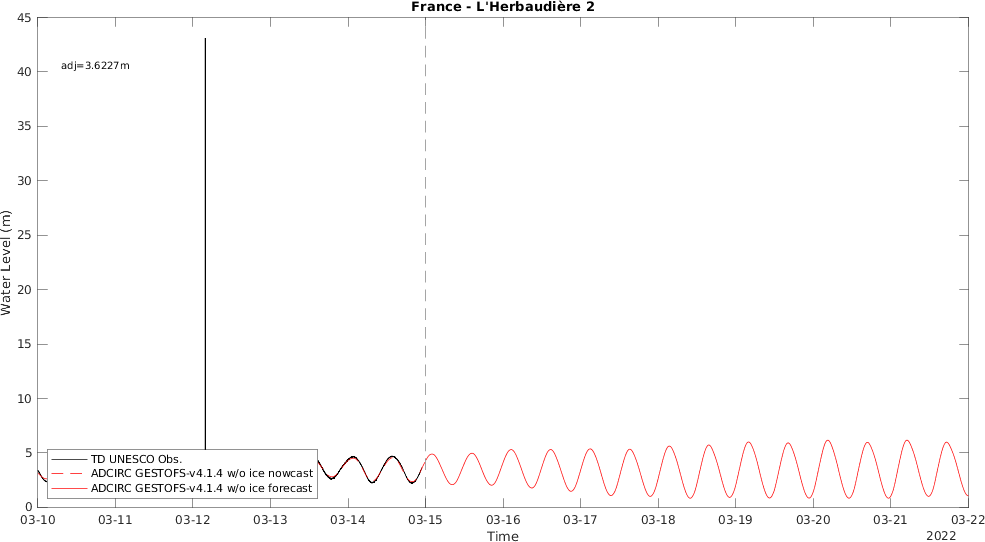 France - L'Herbaudière 2
adj=3.6227m
Water Level (m)
45
40
35
30
25
20
15
10
5
0
TD UNESCO Obs.
ADCIRC GESTOFS-v4.1.4 w/o ice nowcast
ADCIRC GESTOFS-v4.1.4 w/o ice forecast
03-10 03-11 03-12 03-13 03-14 03-15 03-16 03-17 03-18 03-19 03-20 03-21 03-22
Time
2022